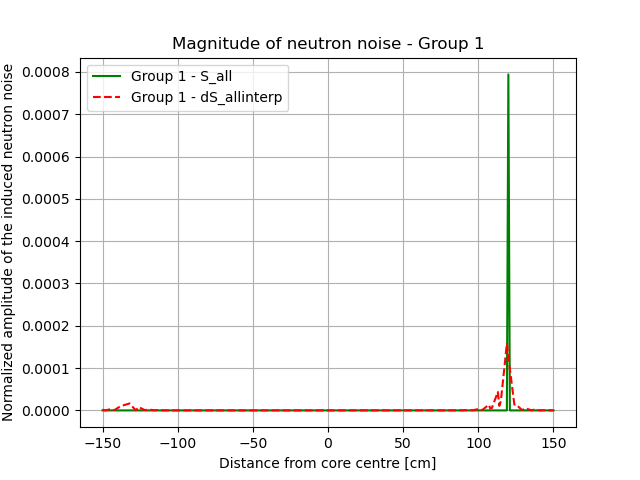 Magnitude of neutron noise - Group 1
Group 1 - S_all
Group 1 - dS_allinterp
Normalized amplitude of the induced neutron noise
0.0008
0.0007
0.0006
0.0005
0.0004
0.0003
0.0002
0.0001
0.0000
−150 −100 −50 0 50 100 150
Distance from core centre [cm]